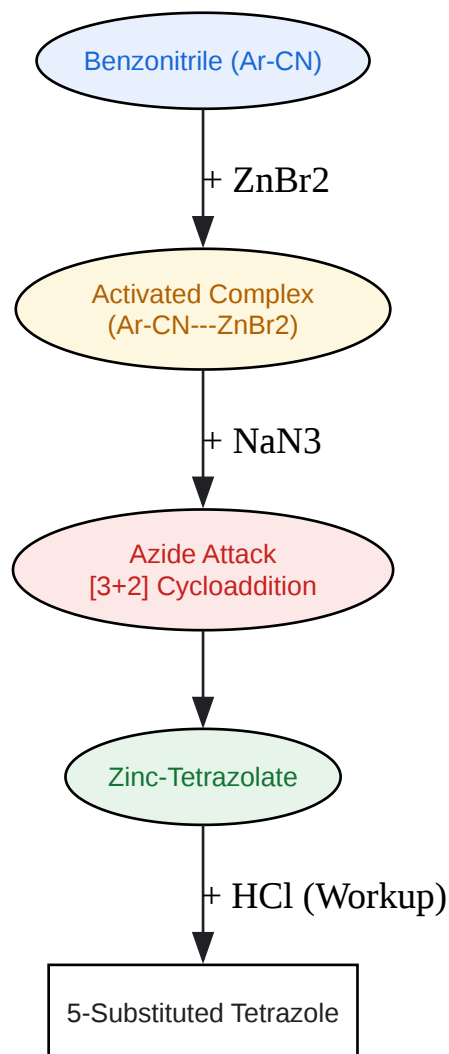 Benzonitrile (Ar-CN)
+ ZnBr2
Activated Complex
(Ar-CN---ZnBr2)
+ NaN3
Azide Attack
[3+2] Cycloaddition
Zinc-Tetrazolate
+ HCl (Workup)
5-Substituted Tetrazole